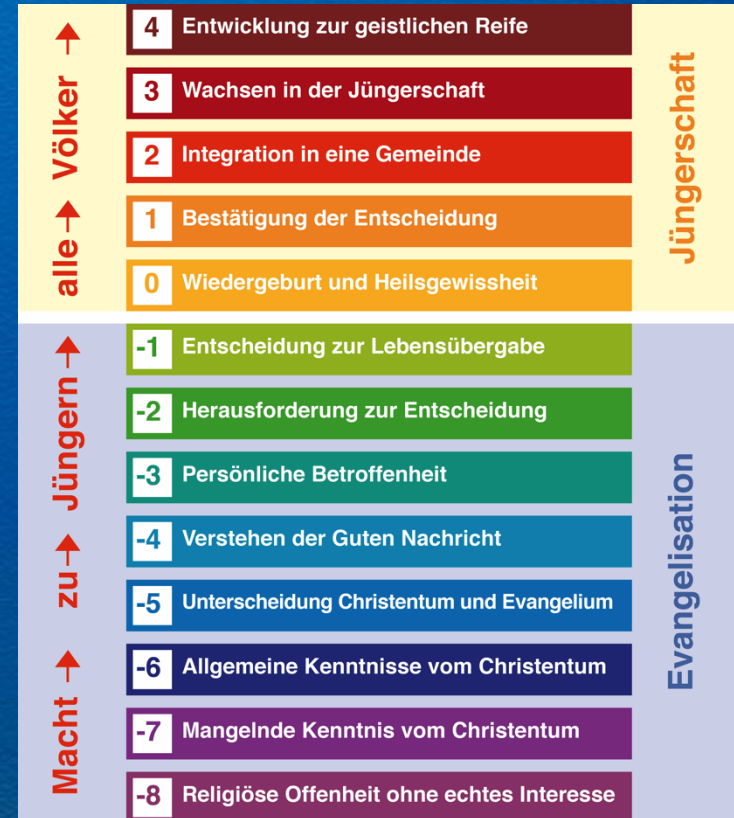 4 Entwicklung zur geistlichen Reife
3 Wachsen in der Jüngerschaft
2 Integration in eine Gemeinde
1 Bestätigung der Entscheidung
0 Wiedergeburt und Heilsgewissheit
-1 Entscheidung zur Lebensübergabe
-2 Herausforderung zur Entscheidung
-3 Persönliche Betroffenheit
-4 Verstehen der Guten Nachricht
-5 Unterscheidung Christentum und Evangelium
-6 Allgemeine Kenntnisse vom Christentum
-7 Mangelnde Kenntnis vom Christentum
-8 Religiöse Offenheit ohne echtes Interesse
Macht → zu → Jüngern → alle → Völker →
Jüngerschaft
Evangelisation